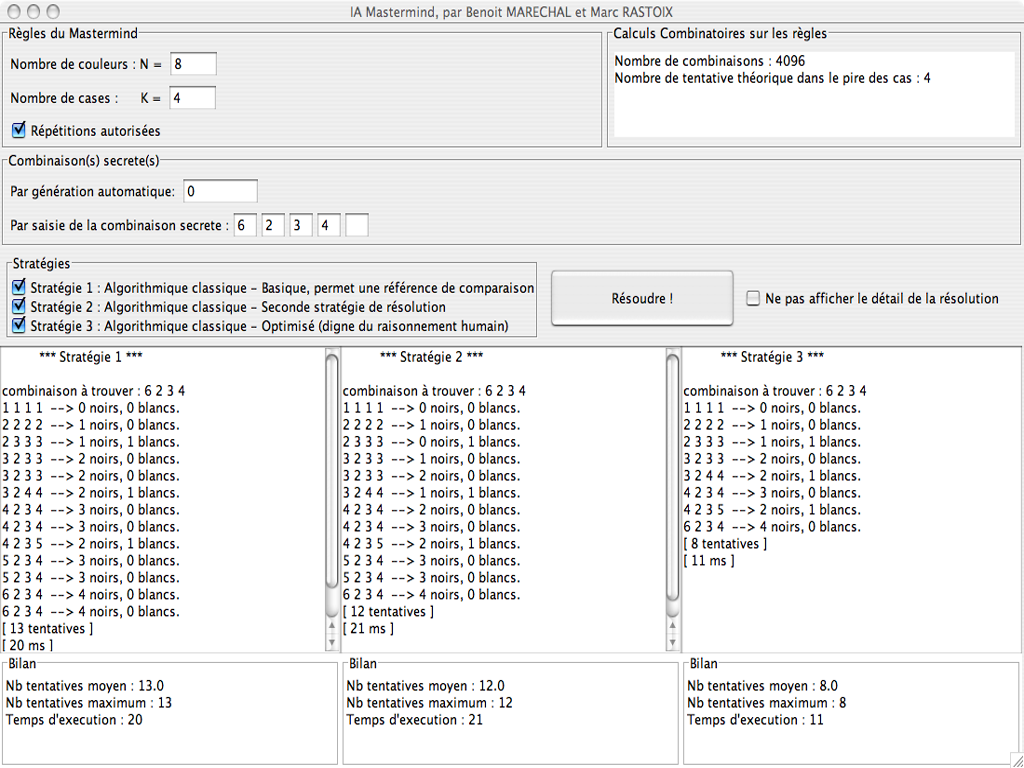 IA Mastermind, par Benoit MARECHAL et Marc RASTOIX
Règles du Mastermind
Nombre de couleurs : N = 8
Nombre de cases : K = 4
Répétitions autorisées
Calculs Combinatoires sur les règles
Nombre de combinaisons : 4096
Nombre de tentative théorique dans le pire des cas : 4
Combinaison(s) secrete(s)
Par génération automatique: 0
Par saisie de la combinaison secrete : 6 2 3 4
Stratégies
Stratégie 1 : Algorithmique classique - Basique, permet une référence de comparaison
Stratégie 2 : Algorithmique classique - Seconde stratégie de résolution
Stratégie 3 : Algorithmique classique - Optimisé (digne du raisonnement humain)
Résoudre !
Ne pas afficher le détail de la résolution
*** Stratégie 1 ***
combinaison à trouver : 6 2 3 4
1 1 1 1 --> 0 noirs, 0 blancs.
2 2 2 2 --> 1 noirs, 0 blancs.
2 3 3 3 --> 1 noirs, 1 blancs.
3 2 3 3 --> 2 noirs, 0 blancs.
3 2 3 3 --> 2 noirs, 0 blancs.
3 2 4 4 --> 2 noirs, 1 blancs.
4 2 3 4 --> 3 noirs, 0 blancs.
4 2 3 4 --> 3 noirs, 0 blancs.
4 2 3 5 --> 2 noirs, 1 blancs.
5 2 3 4 --> 3 noirs, 0 blancs.
5 2 3 4 --> 3 noirs, 0 blancs.
6 2 3 4 --> 4 noirs, 0 blancs.
6 2 3 4 --> 4 noirs, 0 blancs.
[ 13 tentatives ]
[ 20 ms ]
*** Stratégie 2 ***
combinaison à trouver : 6 2 3 4
1 1 1 1 --> 0 noirs, 0 blancs.
2 2 2 2 --> 1 noirs, 0 blancs.
2 3 3 3 --> 0 noirs, 1 blancs.
3 2 3 3 --> 1 noirs, 0 blancs.
3 2 3 3 --> 2 noirs, 0 blancs.
3 2 4 4 --> 1 noirs, 1 blancs.
4 2 3 4 --> 2 noirs, 0 blancs.
4 2 3 4 --> 3 noirs, 0 blancs.
4 2 3 5 --> 2 noirs, 1 blancs.
5 2 3 4 --> 3 noirs, 0 blancs.
5 2 3 4 --> 3 noirs, 0 blancs.
6 2 3 4 --> 4 noirs, 0 blancs.
[ 12 tentatives ]
[ 21 ms ]
*** Stratégie 3 ***
combinaison à trouver : 6 2 3 4
1 1 1 1 --> 0 noirs, 0 blancs.
2 2 2 2 --> 1 noirs, 0 blancs.
2 3 3 3 --> 1 noirs, 1 blancs.
3 2 3 3 --> 2 noirs, 0 blancs.
3 2 4 4 --> 2 noirs, 1 blancs.
4 2 3 4 --> 3 noirs, 0 blancs.
4 2 3 5 --> 2 noirs, 1 blancs.
6 2 3 4 --> 4 noirs, 0 blancs.
[ 8 tentatives ]
[ 11 ms ]
Bilan
Nb tentatives moyen : 13.0
Nb tentatives maximum : 13
Temps d'execution : 20
Bilan
Nb tentatives moyen : 12.0
Nb tentatives maximum : 12
Temps d'execution : 21
Bilan
Nb tentatives moyen : 8.0
Nb tentatives maximum : 8
Temps d'execution : 11